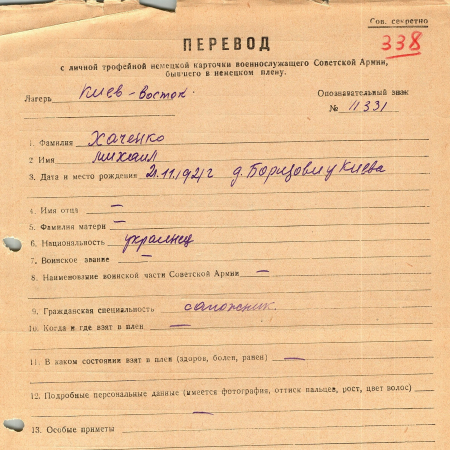 Сов. секретно
338
ПЕРЕВОД
с личной трофейной немецкой карточки военнослужащего Советской Армии,
бывшего в немецком плену.
Лагерь Киев-Восток. Опознавательный знак
№ 11331
1. Фамилия Хаченко
2 Имя Михаил
3. Дата и место рождения 21.11.1921г д. у Киева
4. Имя отца —
5. Фамилия матери —
6. Национальность украинец
7. Воинское звание —
8. Наименование воинской части Советской Армии —
9. Гражданская специальность сапожник.
10. Когда и где взят в плен —
11. В каком состоянии взят в плен (здоров, болен, ранен) —
12. Подробные персональные данные (имеется фотография, оттиск пальцев, рост, цвет волос)
—
13. Особые приметы